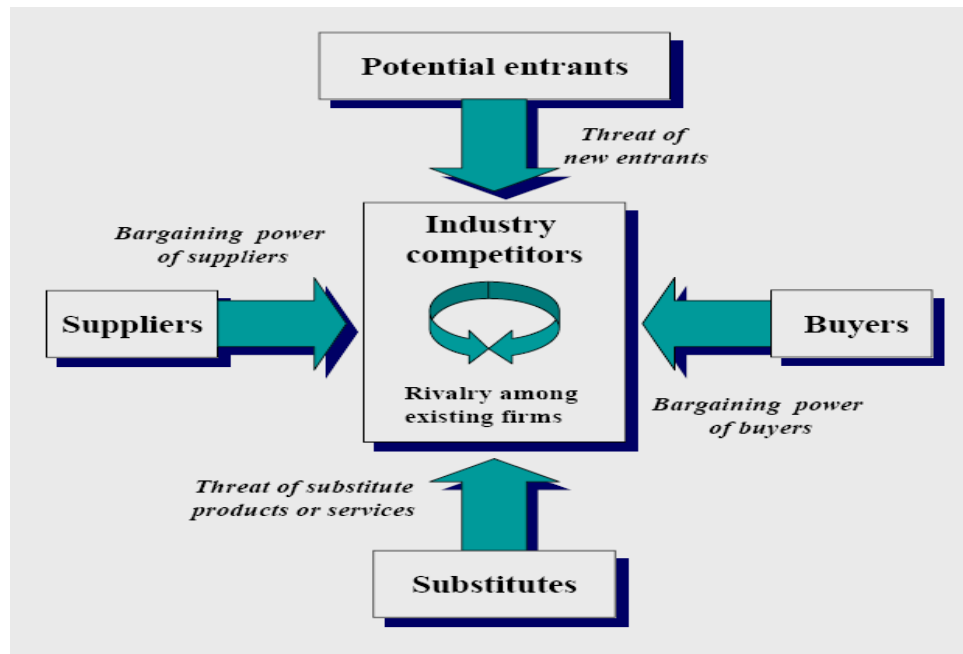 Potential entrants
Threat of
new entrants
Industry
competitors
Bargaining power
of suppliers
Suppliers
Buyers
Rivalry among
existing firms
Bargaining power
of buyers
Threat of substitute
products or services
Substitutes